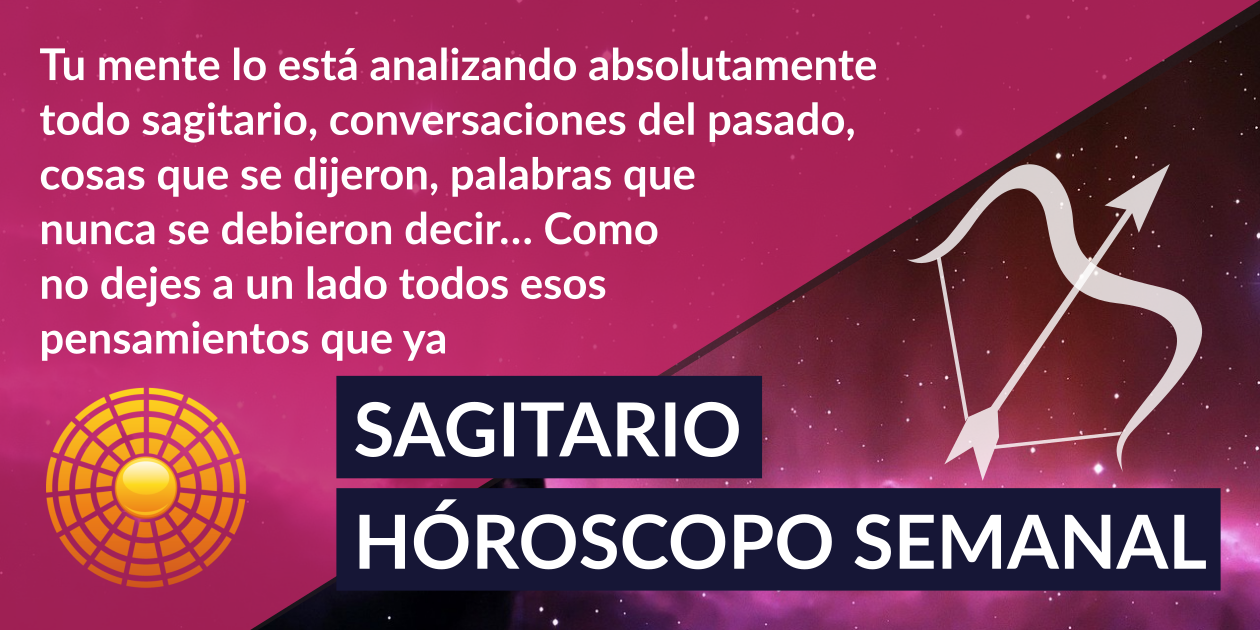 Tu mente lo está analizando absolutamente
todo sagitario, conversaciones del pasado,
cosas que se dijeron, palabras que
nunca se debieron decir... Como
no dejes a un lado todos esos
pensamientos que ya
SAGITARIO
HÓROSCOPO SEMANAL